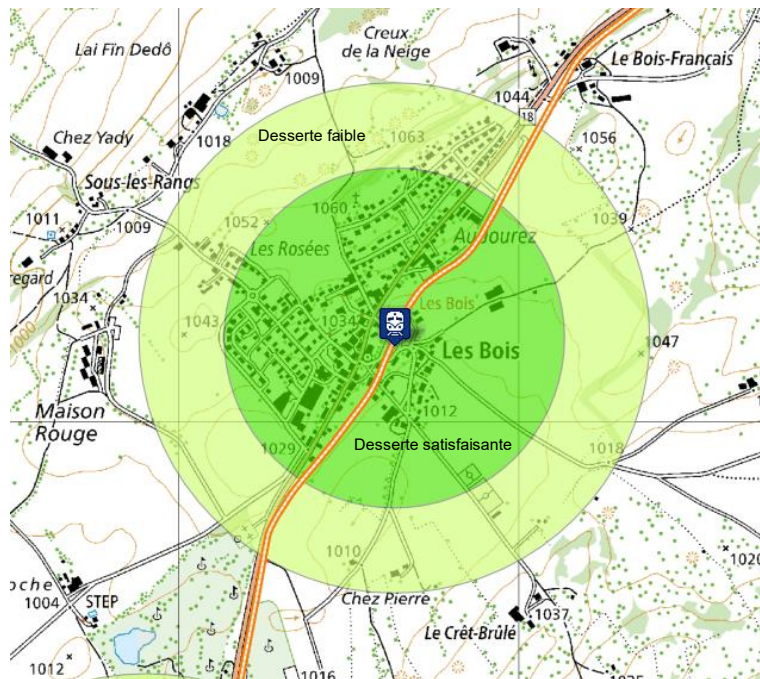 Lai Fîn Dedô
Creux
de la Neige
1009
Le Bois-Français
1044
18
Chez Yady
1018
Desserte faible
1063
1056
Sous-les-Rangs
1060
1011
1009
1052
1039
Au Jourez
Les Rosées
regard
1034
Les Bois
1043
1034
Les Bois
1047
Maison
Rouge
1012
1029
Desserte satisfaisante
1018
1010
1020
oche
1004
STEP
Chez Pierre
1037
Le Crêt-Brûlé
1012
1016